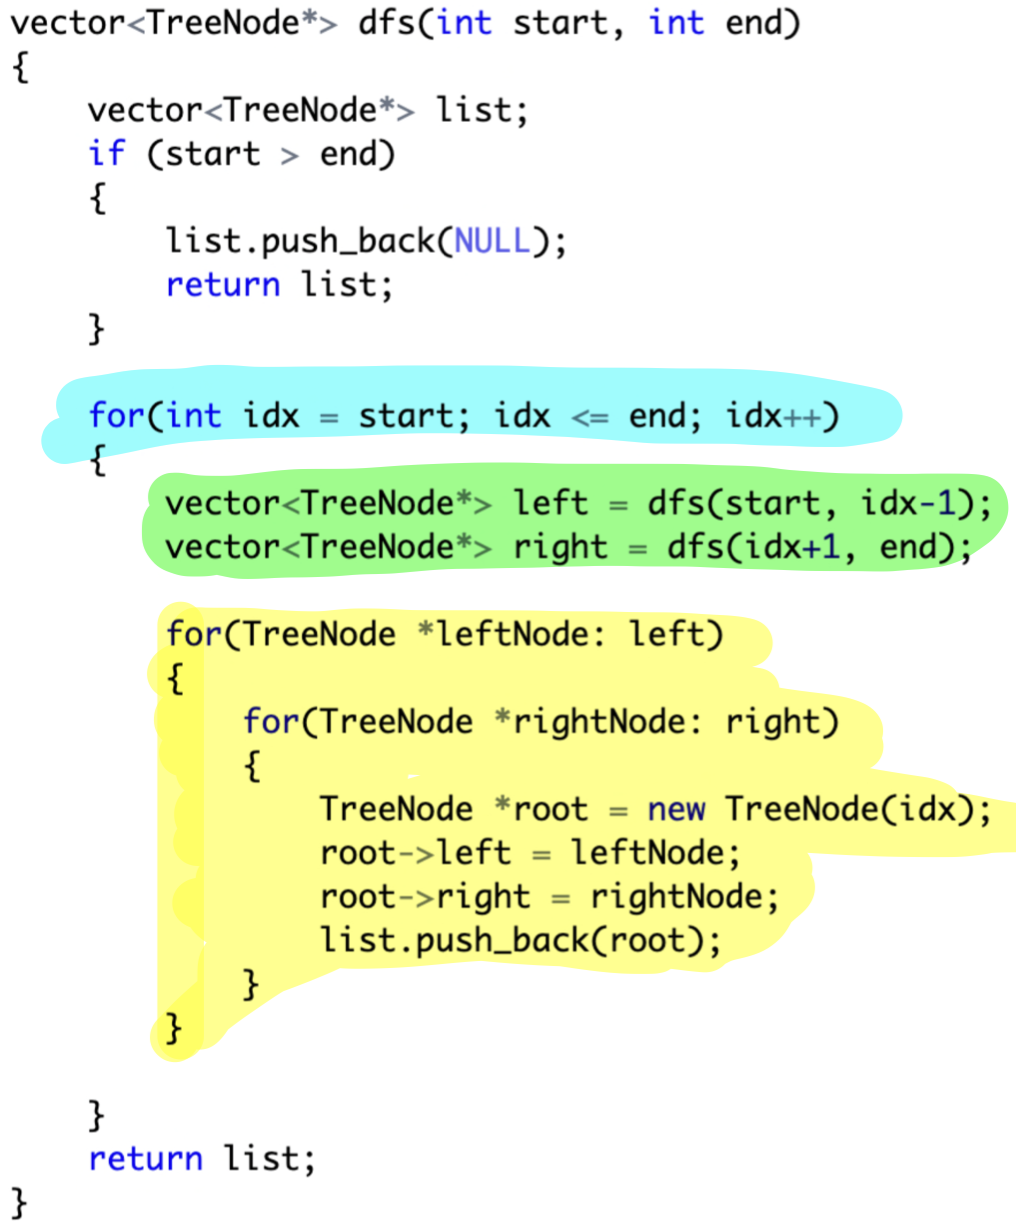 vector<TreeNode*> dfs(int start, int end)
{
    vector<TreeNode*> list;
    if (start > end)
    {
        list.push_back(NULL);
        return list;
    }

    for(int idx = start; idx <= end; idx++)
    {
        vector<TreeNode*> left = dfs(start, idx-1);
        vector<TreeNode*> right = dfs(idx+1, end);

        for(TreeNode *leftNode: left)
        {
            for(TreeNode *rightNode: right)
            {
                TreeNode *root = new TreeNode(idx);
                root->left = leftNode;
                root->right = rightNode;
                list.push_back(root);
            }
        }

    }
    return list;
}